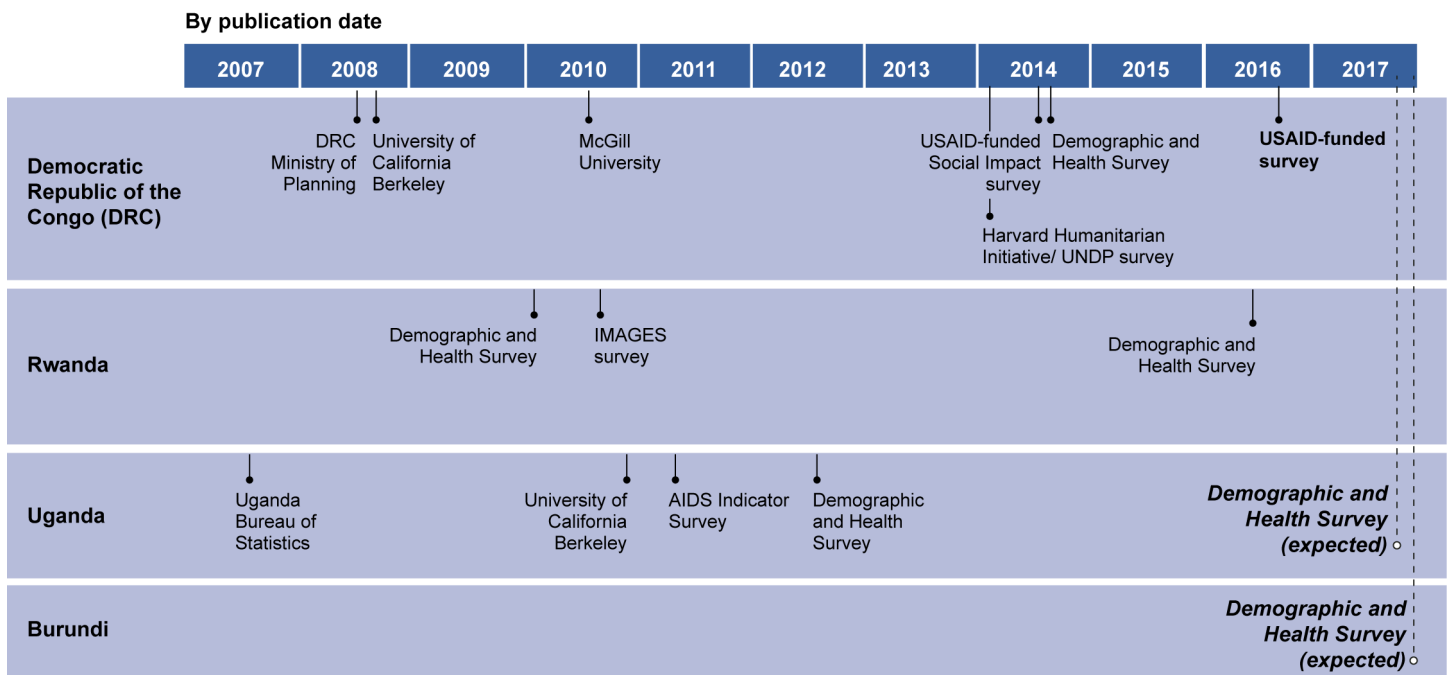 By publication date
2007 2008 2009 2010 2011 2012 2013 2014 2015 2016 2017
Democratic
Republic of the
Congo (DRC)
DRC
Ministry of
Planning
University of
California
Berkeley
McGill
University
USAID-funded
Social Impact
survey
Demographic and
Health Survey
Harvard Humanitarian
Initiative/ UNDP survey
USAID-funded
survey
Rwanda
Demographic and
Health Survey
IMAGES
survey
Demographic and
Health Survey
Uganda
Uganda
Bureau of
Statistics
University of
California
Berkeley
AIDS Indicator
Survey
Demographic
and Health
Survey
Demographic and
Health Survey
(expected)
Burundi
Demographic and
Health Survey
(expected)